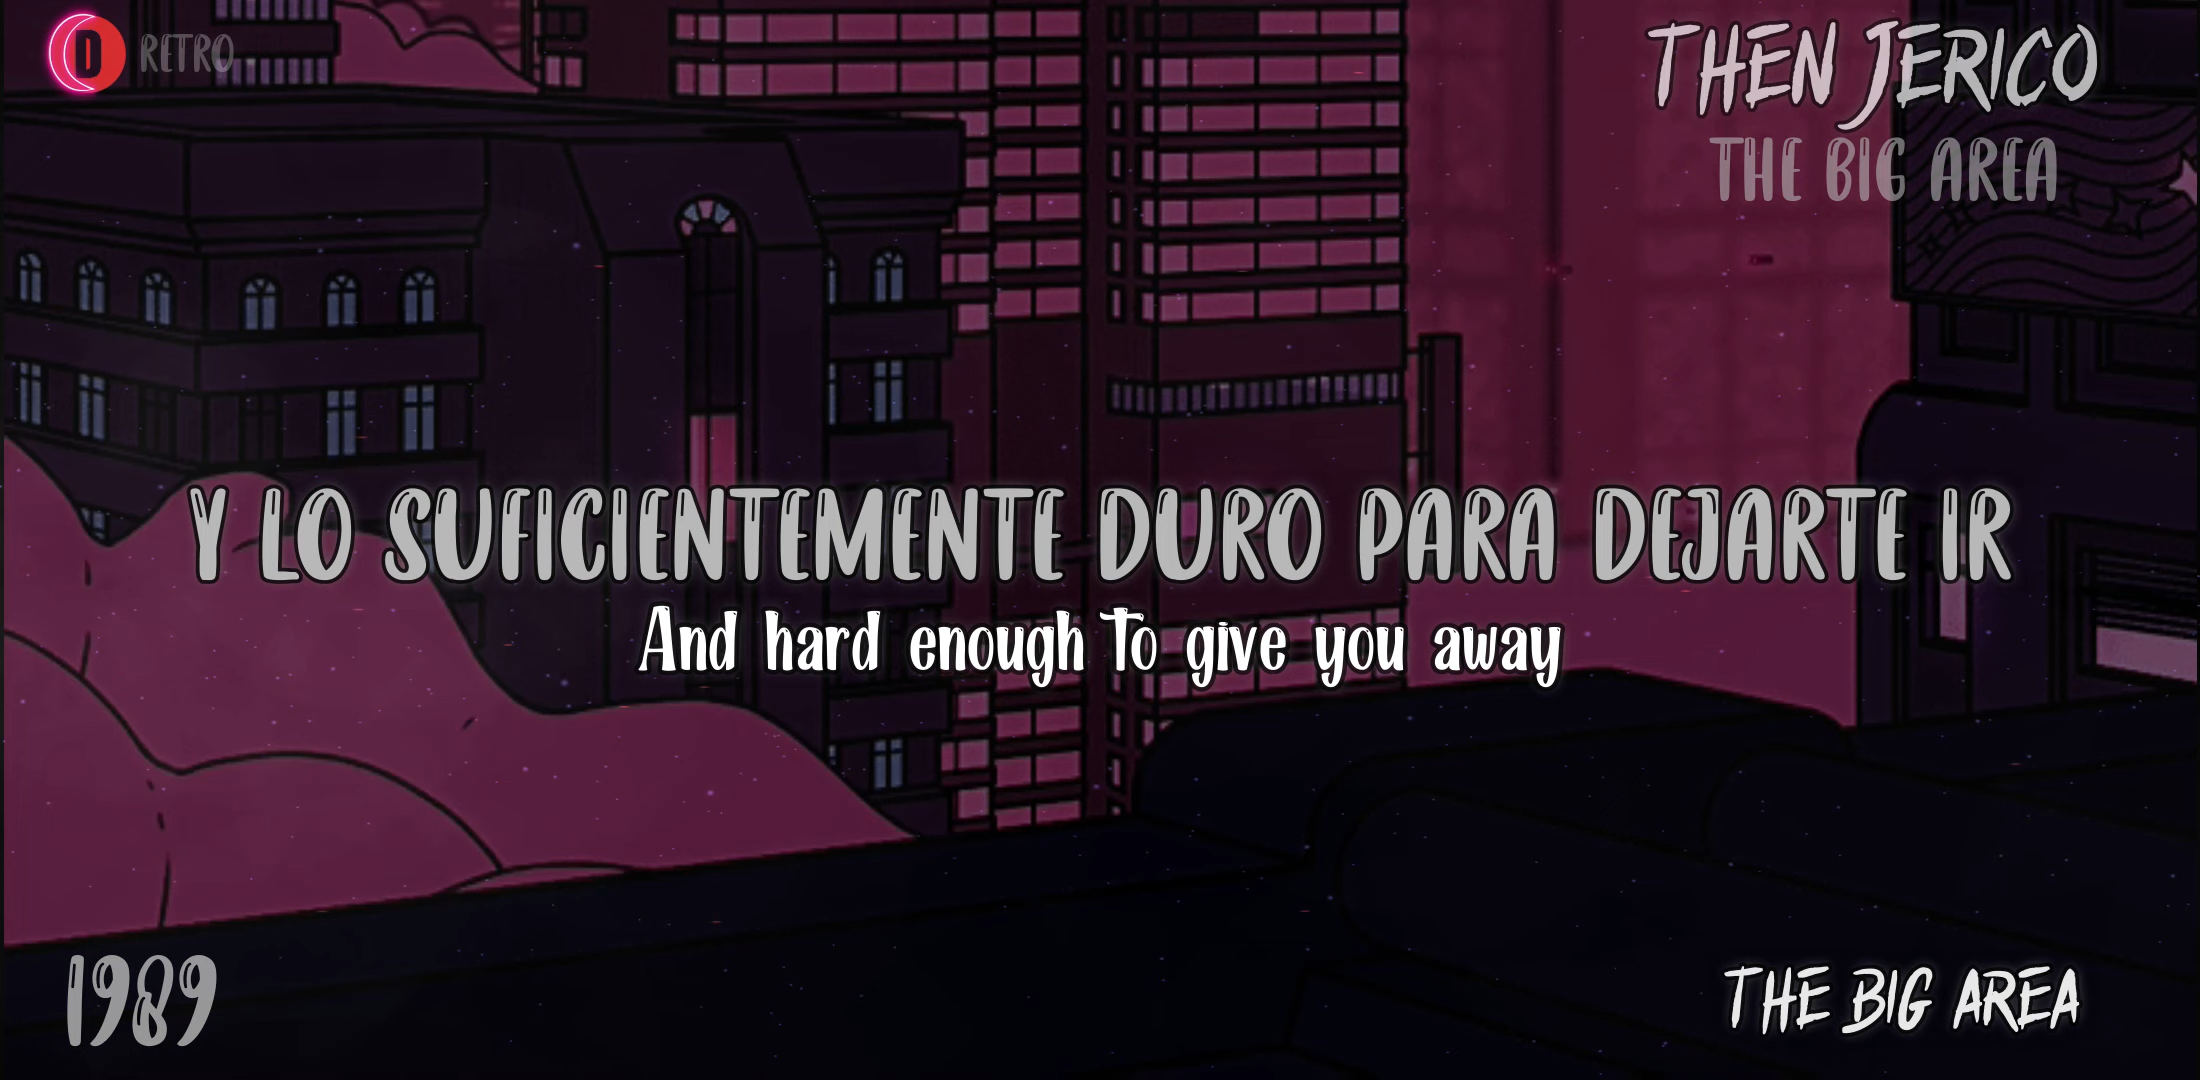 D RETRO
THEN JERICO
THE BIG AREA
Y LO SUFICIENTEMENTE DURO PARA DEJARTE IR
And hard enough To give you away
1989
THE BIG AREA